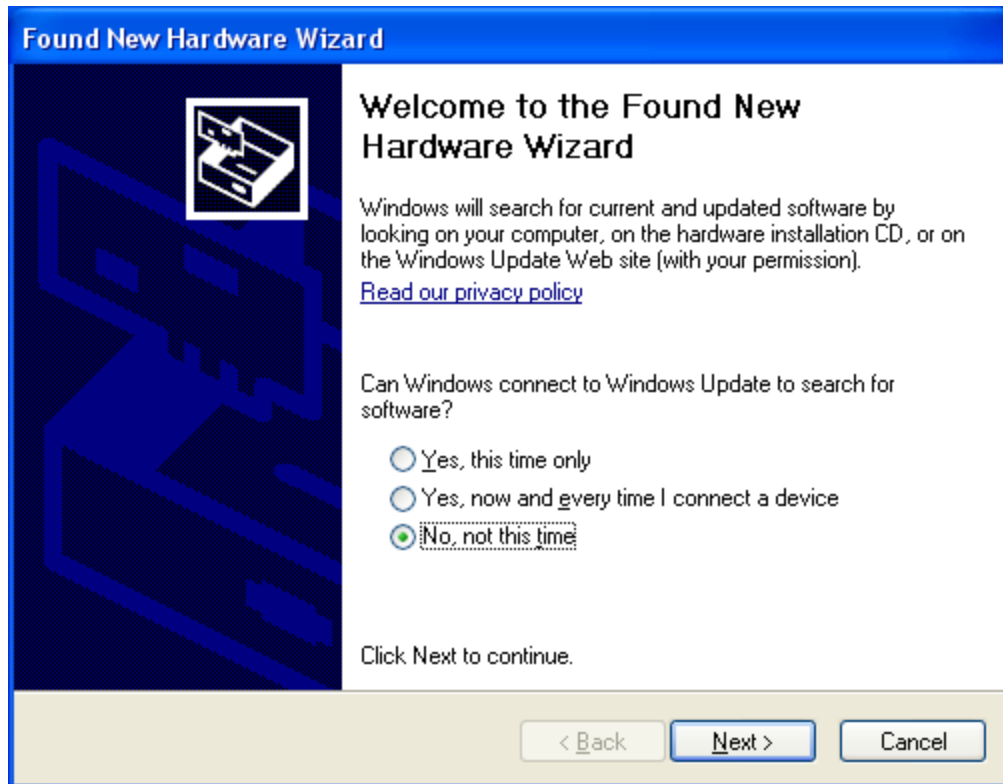 Found New Hardware Wizard
Welcome to the Found New
Hardware Wizard
Windows will search for current and updated software by
looking on your computer, on the hardware installation CD, or on
the Windows Update Web site (with your permission).
Read our privacy policy
Can Windows connect to Windows Update to search for
software?
Yes, this time only
Yes, now and every time I connect a device
No, not this time
Click Next to continue.
< Back
Next >
Cancel